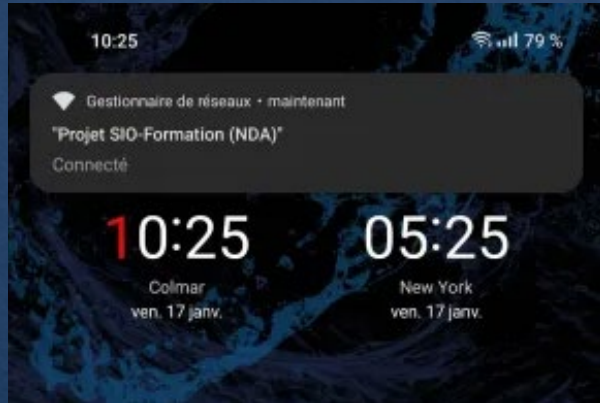 10:25 79 %
Gestionnaire de réseaux • maintenant
"Projet SIO-Formation (NDA)"
Connecté
10:25 05:25
Colmar New York
ven. 17 janv. ven. 17 janv.